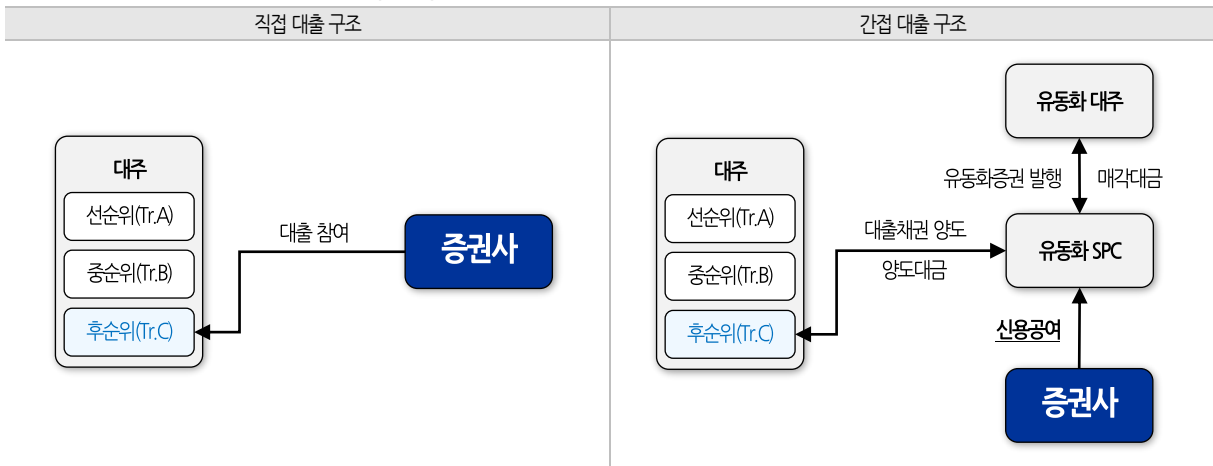 직접 대출 구조
간접 대출 구조
대주
선순위(Tr.A)
중순위(Tr.B)
후순위(Tr.C)
대출 참여
증권사
대주
선순위(Tr.A)
중순위(Tr.B)
후순위(Tr.C)
대출채권 양도
양도대금
유동화 대주
유동화증권 발행
매각대금
유동화 SPC
신용공여
증권사